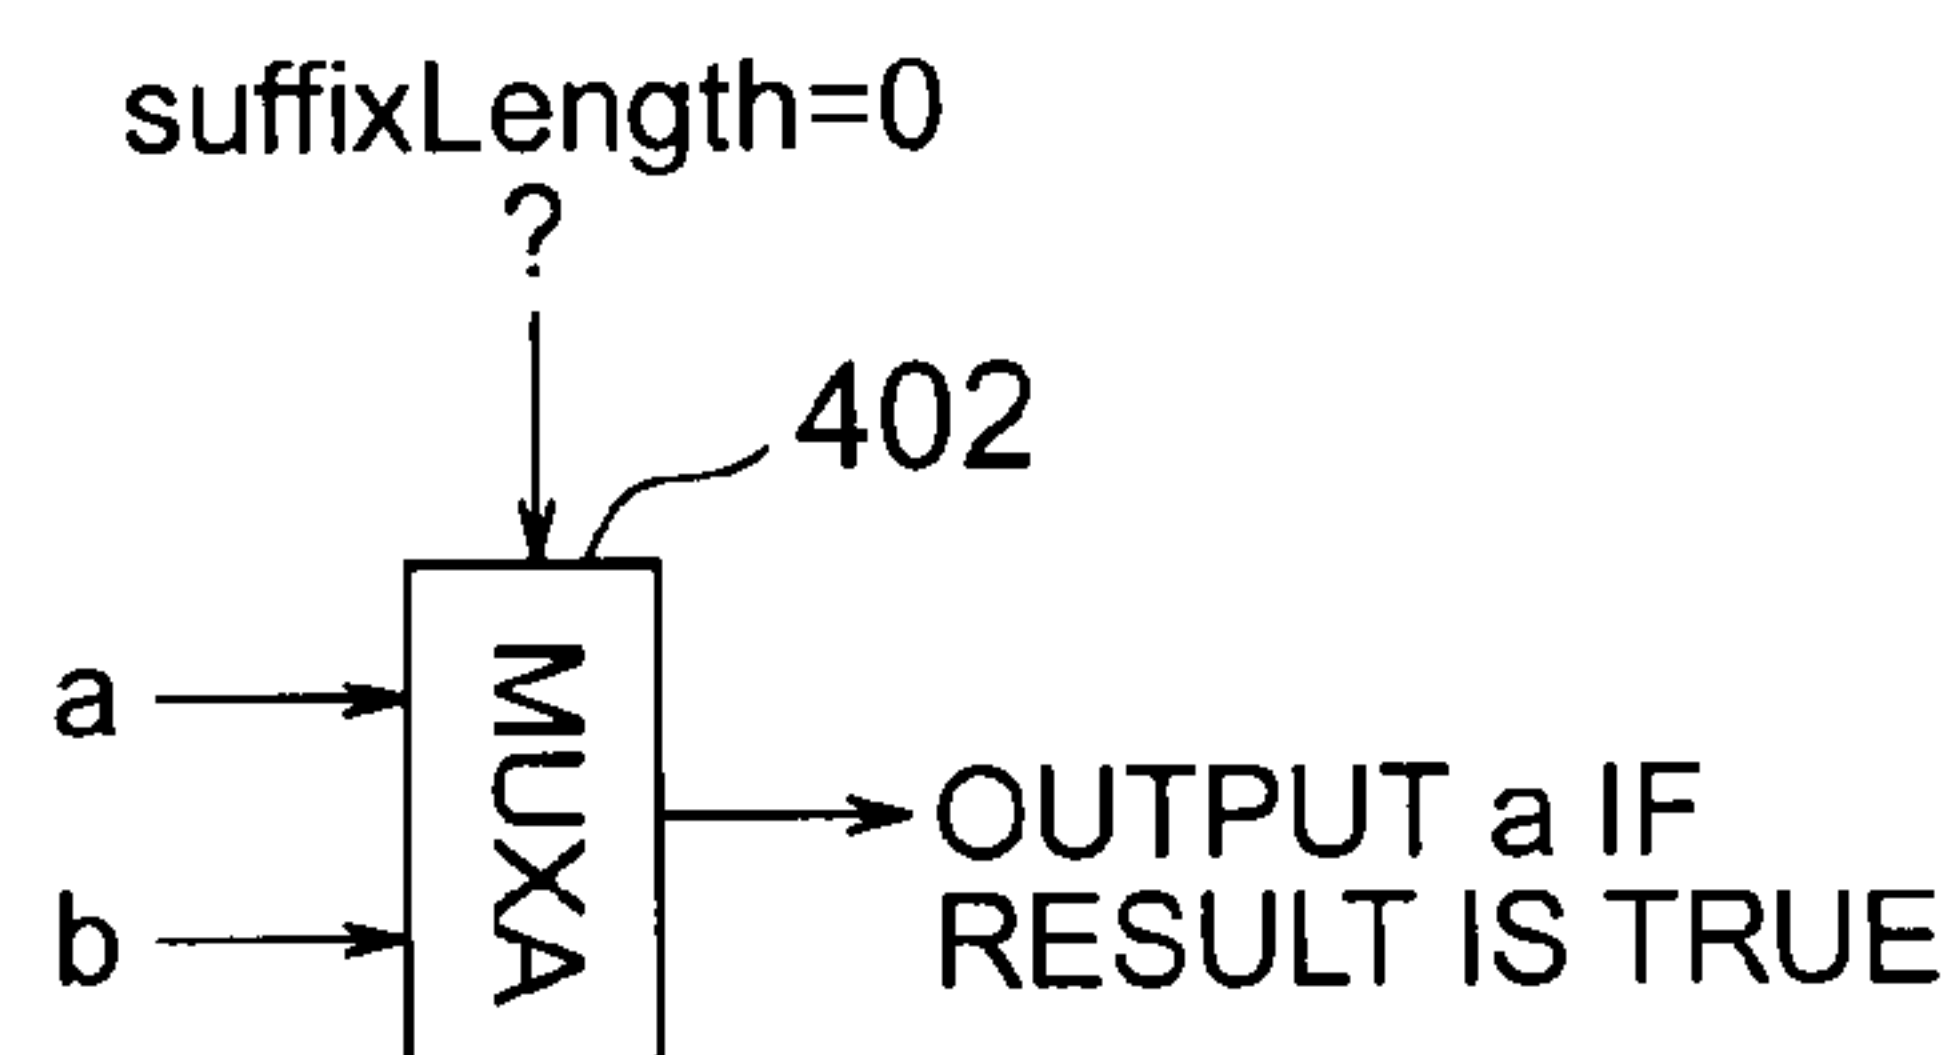 suffixLength=0
?
402
a
MUXA
OUTPUT a IF
b
RESULT IS TRUE